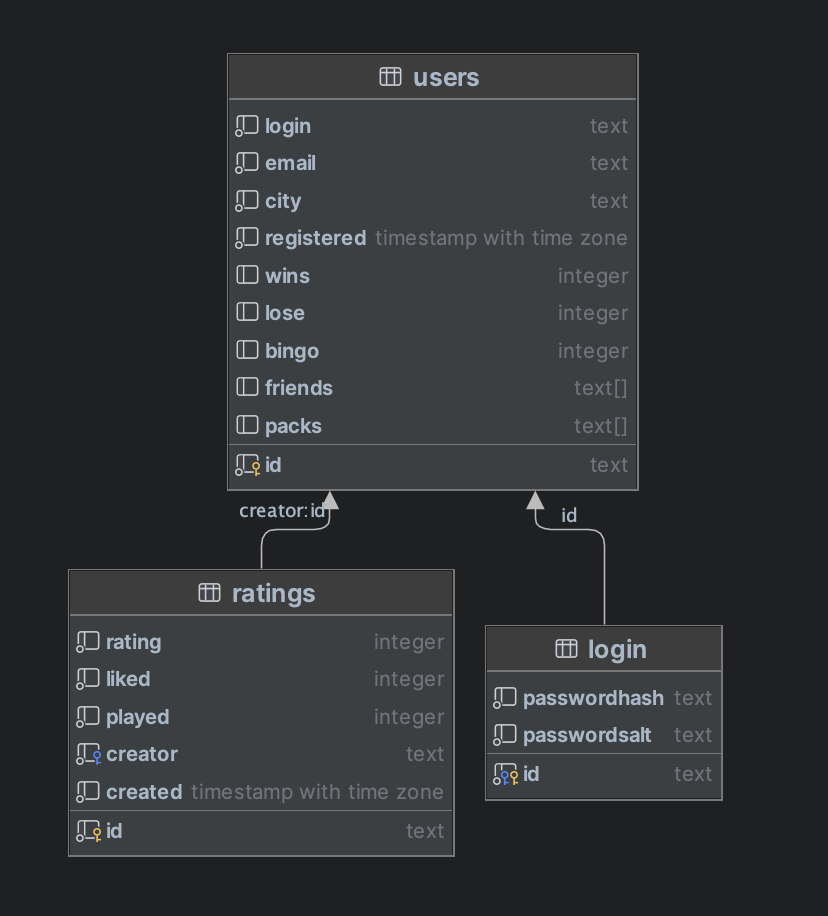 users
login text
email text
city text
registered timestamp with time zone
wins integer
lose integer
bingo integer
friends text[]
packs text[]
id text
creator:id
id
ratings
rating integer
liked integer
played integer
creator text
created timestamp with time zone
id text
login
passwordhash text
passwordsalt text
id text